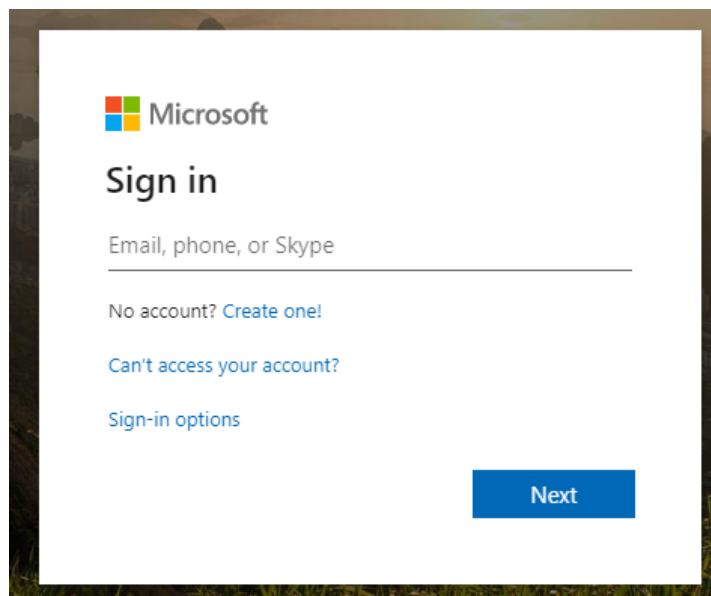 Microsoft
Sign in
Email, phone, or Skype
No account? Create one!
Can't access your account?
Sign-in options
Next